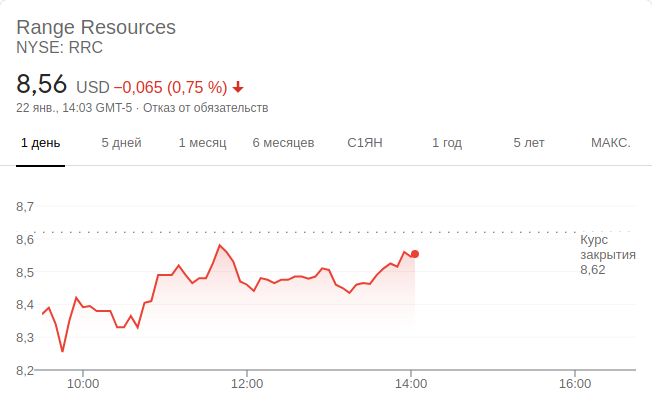 Range Resources
NYSE: RRC
8,56 USD −0,065 (0,75 %)
22 янв., 14:03 GMT-5 · Отказ от обязательств
1 день 5 дней 1 месяц 6 месяцев С1ЯН 1 год 5 лет МАКС.
8,7
8,6
Курс
закрытия
8,62
8,5
8,4
8,3
8,2
10:00 12:00 14:00 16:00